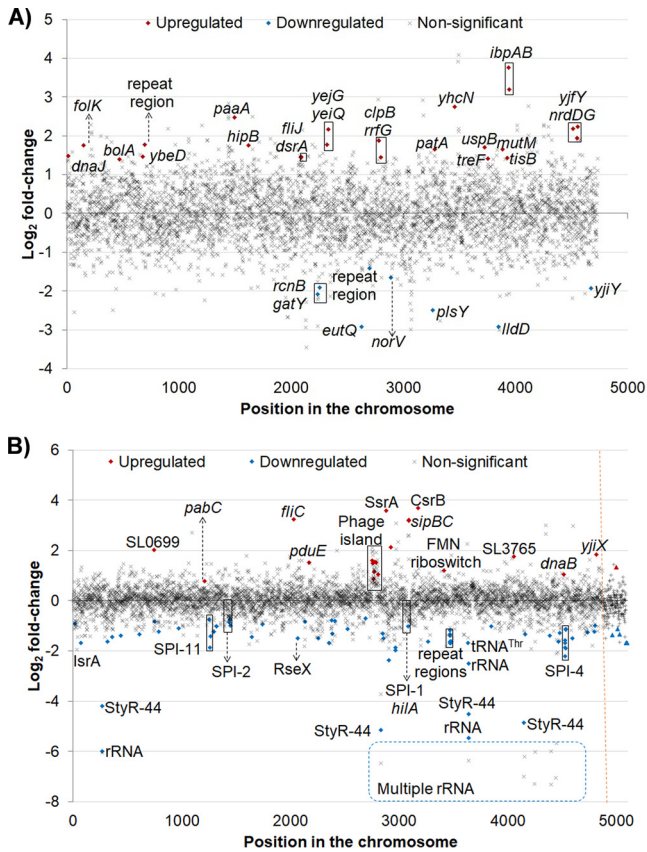 A)
Upregulated Downregulated Non-significant
Log2 fold-change
5
4
3
2
1
0
-1
-2
-3
-4
ibpAB
folK
repeat
region
paaA
yejG
yeiQ
clpB
rrfG
yhcN
yjfY
nrdDG
dnaJ
bolA
ybeD
hipB
fliJ
dsrA
patA
uspB
mutM
treF
tisB
rcnB
gatY
repeat
region
eutQ
norV
plsY
lldD
yjiY
0 1000 2000 3000 4000 5000
Position in the chromosome
B)
Upregulated Downregulated Non-significant
Log2 fold-change
6
4
2
0
-2
-4
-6
-8
pabC
fliC
SsrA
CsrB
sipBC
SL0699
pduE
Phage
island
FMN
riboswitch
SL3765
dnaB
yjiX
lsrA
SPI-11
SPI-2
RseX
SPI-1
hilA
repeat
regions
tRNAThr
rRNA
SPI-4
StyR-44
rRNA
StyR-44
StyR-44
rRNA
StyR-44
Multiple rRNA
0 1000 2000 3000 4000 5000
Position in the chromosome